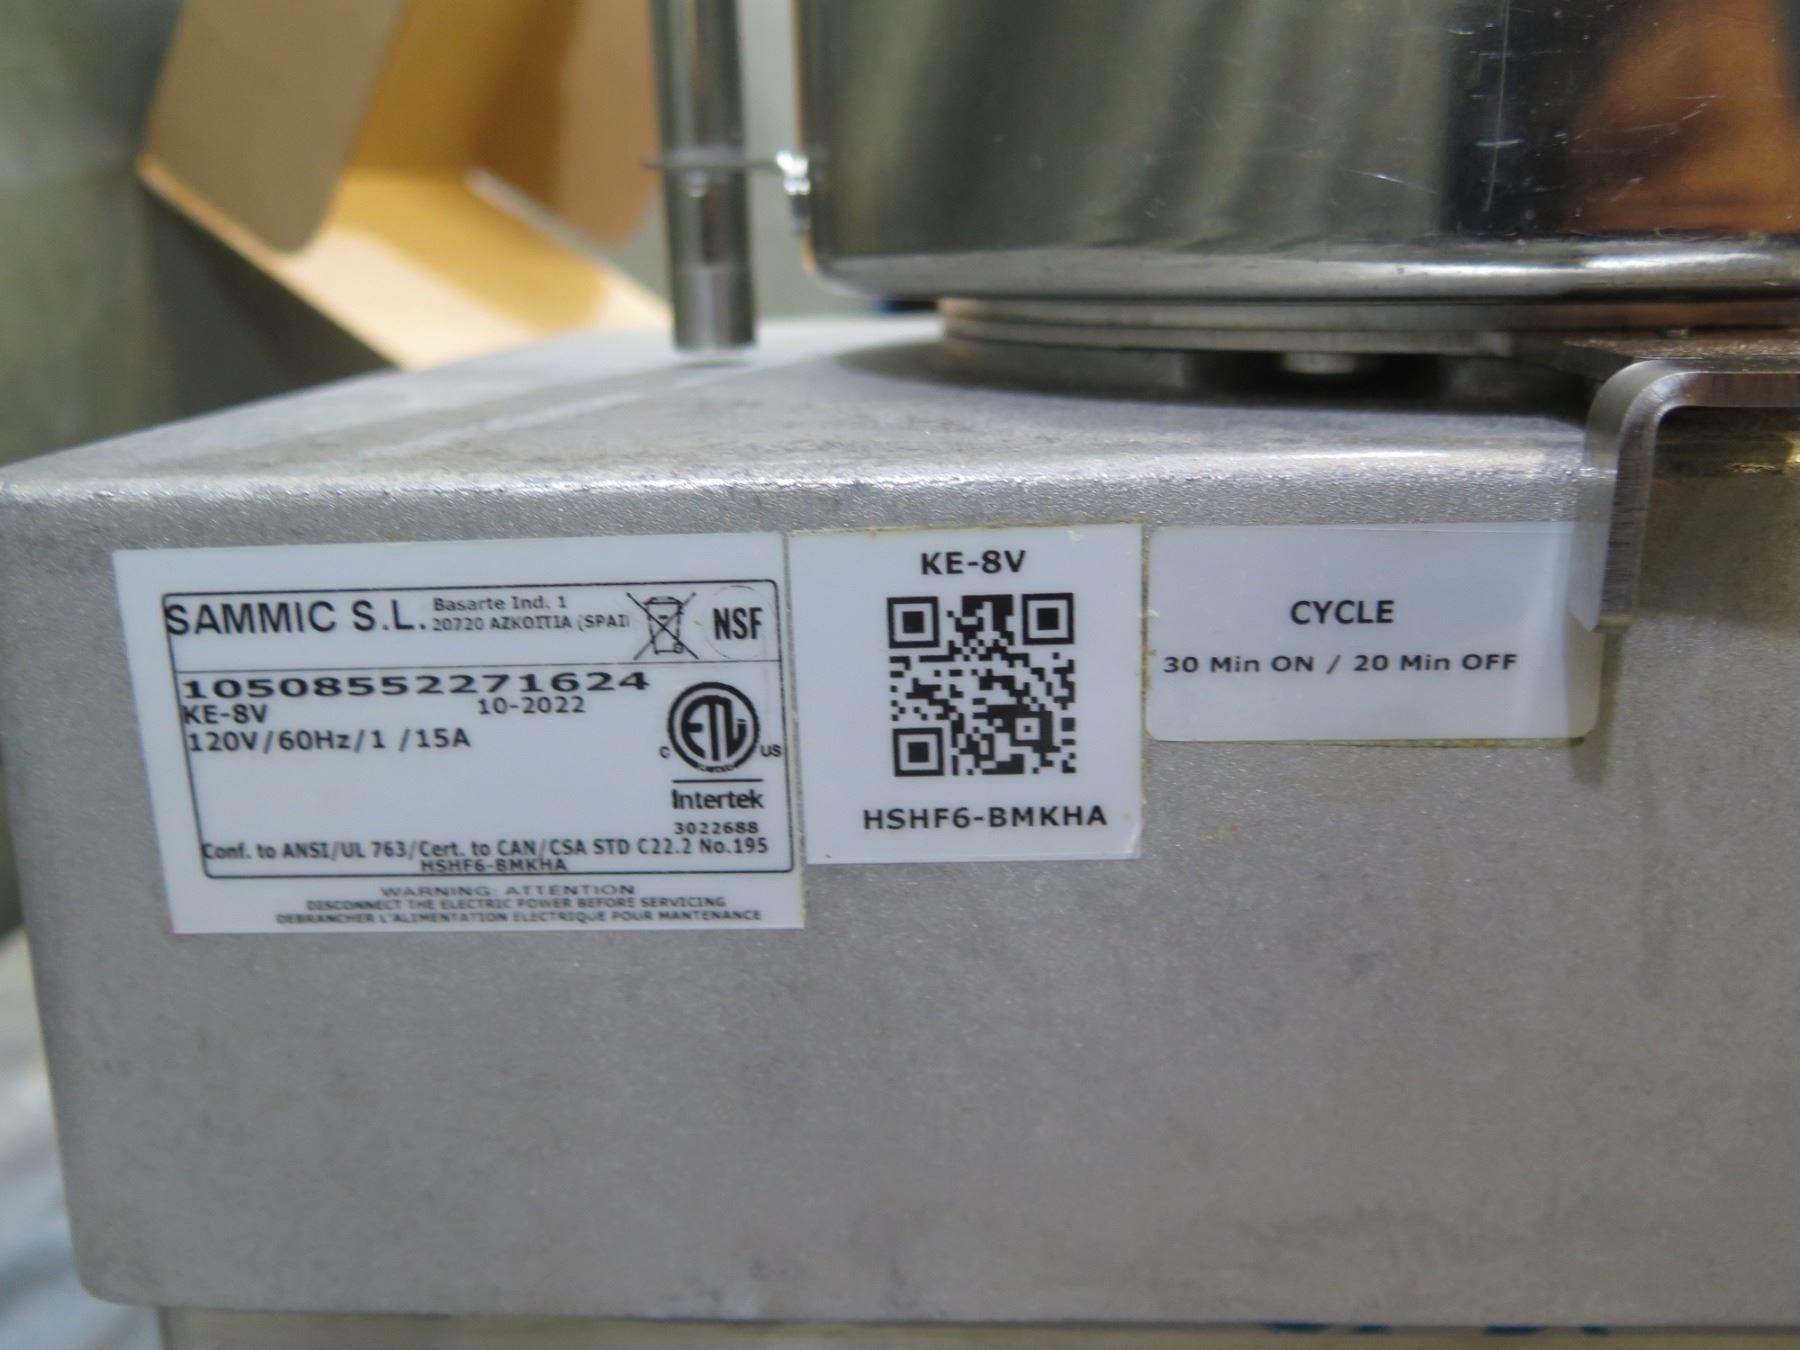 SAMMIC S.L. Basarte Ind. 1
20720 AZKOITIA (SPAI
NSF
10508552271624
KE-8V 10-2022
120V/60Hz/1 /15A
ETL
C US
Intertek
3022688
Conf. to ANSI/UL 763/Cert. to CAN/CSA STD C22.2 No.195
HSHF6-BMKHA
WARNING: ATTENTION
DISCONNECT THE ELECTRIC POWER BEFORE SERVICING
DEBRANCHER L'ALIMENTATION ELECTRIQUE POUR MANTENANCE
KE-8V
HSHF6-BMKHA
CYCLE
30 Min ON / 20 Min OFF